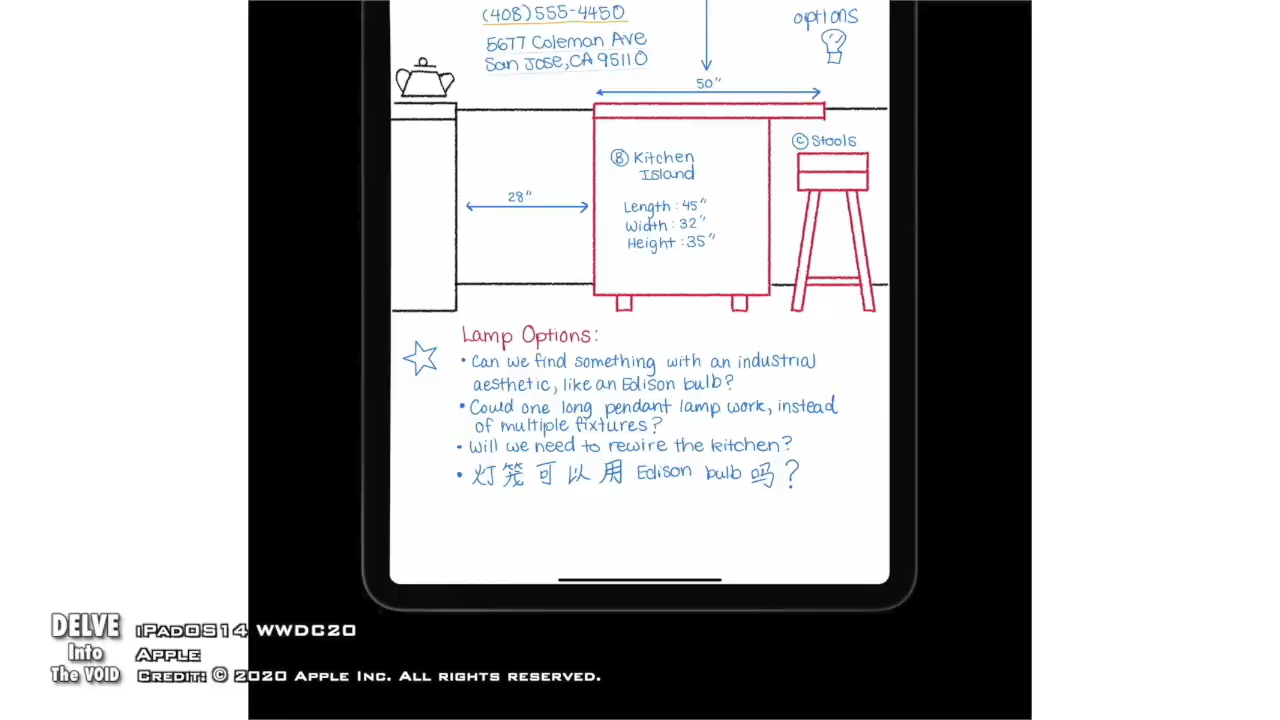 (408)555-4450
5677 Coleman Ave
San Jose, CA 95110
options
50"
28"
B Kitchen
Island
Length : 45"
Width : 32"
Height : 35"
C Stools
Lamp Options:
• Can we find something with an industrial
aesthetic, like an Edison bulb?
• Could one long pendant lamp work, instead
of multiple fixtures?
• Will we need to rewire the kitchen?
• 灯笼可以用 Edison bulb 吗?
DELVE
Into
The VOID
iPadOS14 WWDC20
Apple
Credit: © 2020 Apple Inc. All rights reserved.